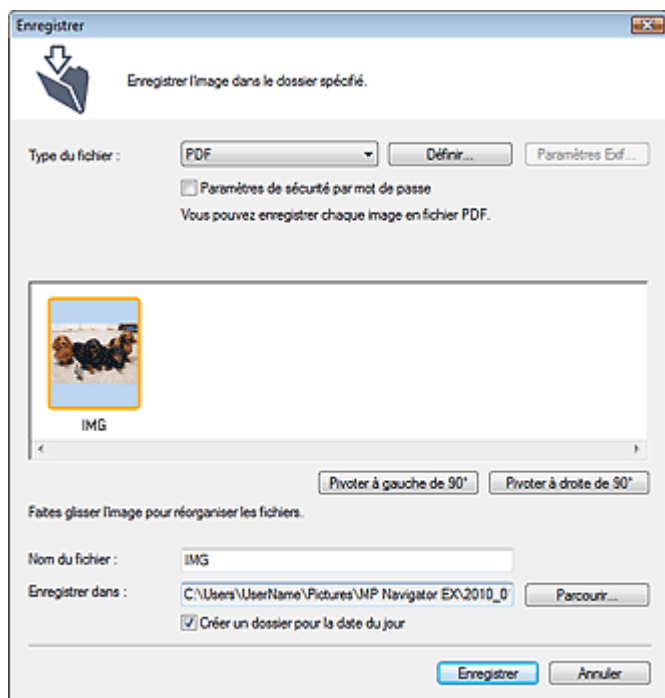 Enregistrer
Enregistrer l'image dans le dossier spécifié.
Type du fichier :
PDF
Définir...
Paramètres Exif...
Paramètres de sécurité par mot de passe
Vous pouvez enregistrer chaque image en fichier PDF.
IMG
Pivoter à gauche de 90°
Pivoter à droite de 90°
Faites glisser l'image pour réorganiser les fichiers.
Nom du fichier :
IMG
Enregistrer dans :
C:\Users\UserName\Pictures\MP Navigator EX\2010_0
Parcourir...
Créer un dossier pour la date du jour
Enregistrer
Annuler